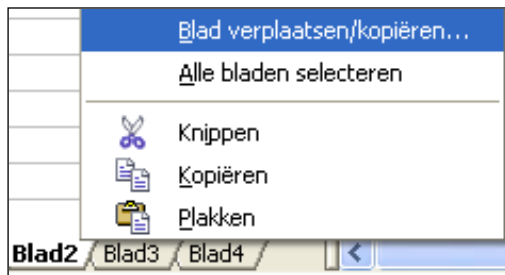 Blad verplaatsen/kopiëren...
Alle bladen selecteren
Knippen
Kopiëren
Plakken
Blad2 Blad3 Blad4